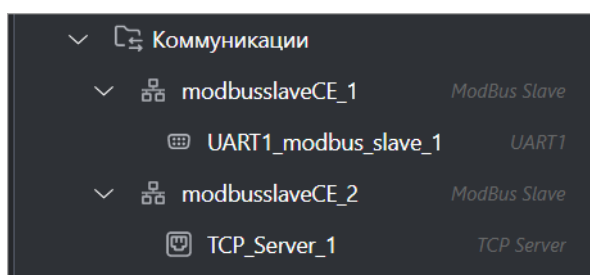 Коммуникации
modbusslaveCE_1 ModBus Slave
UART1_modbus_slave_1 UART1
modbusslaveCE_2 ModBus Slave
TCP_Server_1 TCP Server